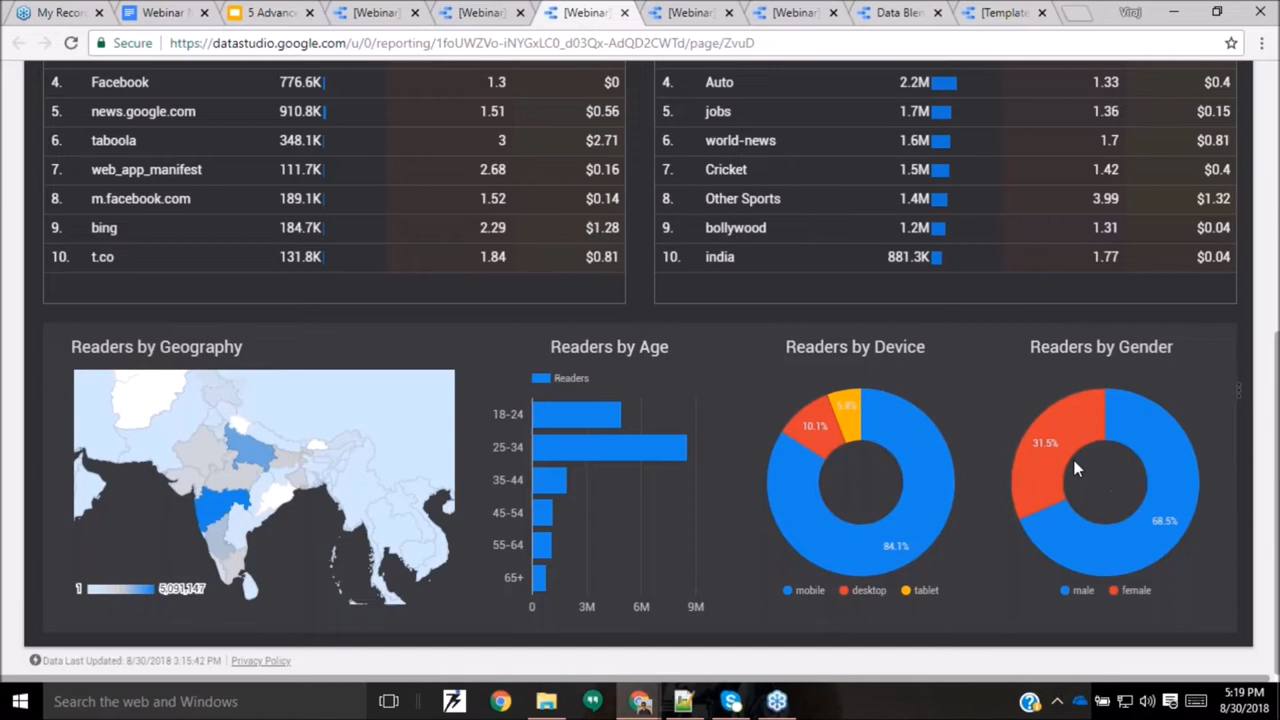 My Reco
Webinar M
5 Advance
[Webinar]
[Webinar]
[Webinar]
[Webinar]
[Webinar]
Data Blen
[Template
Viraj
Secure
https://datastudio.google.com/u/0/reporting/1foUWZVo-iNYGxLC0_d03Qx-AdQD2CWTd/page/ZvuD
4. Facebook 776.6K 1.3 $0
5. news.google.com 910.8K 1.51 $0.56
6. taboola 348.1K 3 $2.71
7. web_app_manifest 111.7K 2.68 $0.16
8. m.facebook.com 189.1K 1.52 $0.14
9. bing 184.7K 2.29 $1.28
10. t.co 131.8K 1.84 $0.81
4. Auto 2.2M 1.33 $0.4
5. jobs 1.7M 1.36 $0.15
6. world-news 1.6M 1.7 $0.81
7. Cricket 1.5M 1.42 $0.4
8. Other Sports 1.4M 3.99 $1.32
9. bollywood 1.2M 1.31 $0.04
10. india 881.3K 1.77 $0.04
Readers by Geography
1 5,091,147
Readers by Age
Readers
18-24
25-34
35-44
45-54
55-64
65+
0 3M 6M 9M
Readers by Device
5.8%
10.1%
84.1%
mobile desktop tablet
Readers by Gender
31.5%
68.5%
male female
Data Last Updated: 8/30/2018 3:15:42 PM Privacy Policy
Search the web and Windows
5:19 PM
8/30/2018